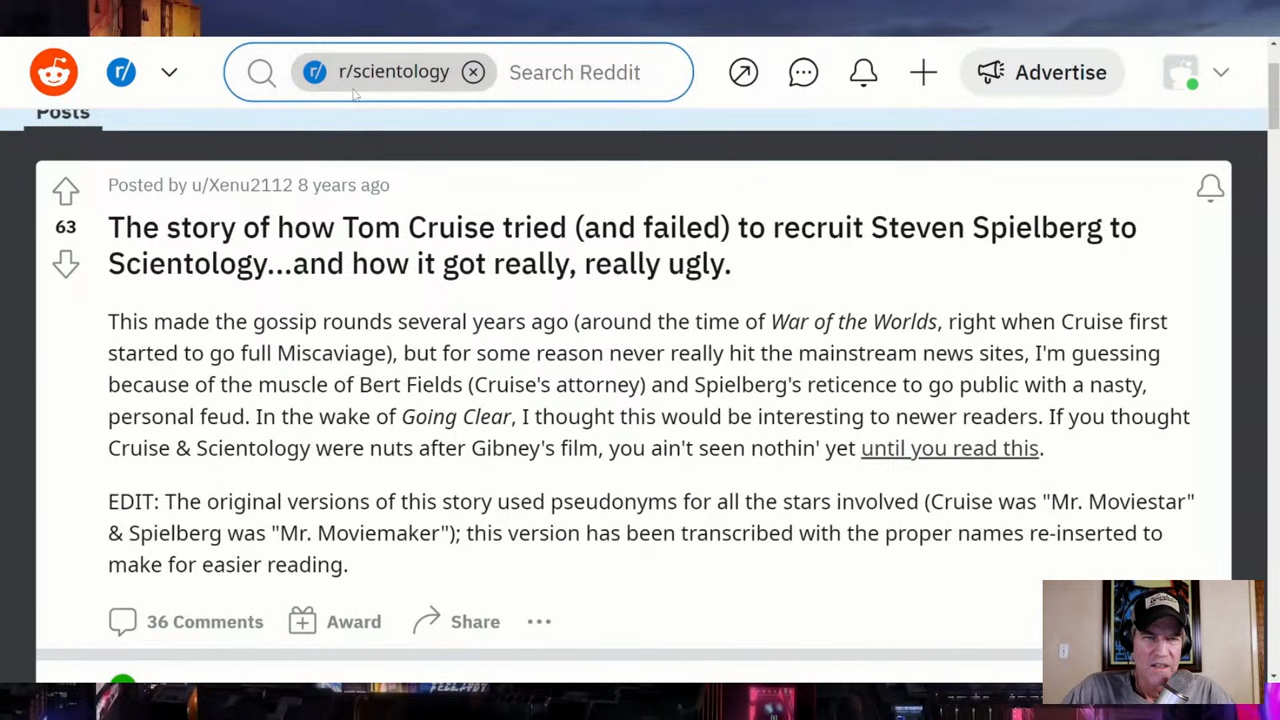 r/scientology
Search Reddit
Advertise
Posts
Posted by u/Xenu2112 8 years ago
63
The story of how Tom Cruise tried (and failed) to recruit Steven Spielberg to
Scientology...and how it got really, really ugly.
This made the gossip rounds several years ago (around the time of War of the Worlds, right when Cruise first
started to go full Miscaviage), but for some reason never really hit the mainstream news sites, I'm guessing
because of the muscle of Bert Fields (Cruise's attorney) and Spielberg's reticence to go public with a nasty,
personal feud. In the wake of Going Clear, I thought this would be interesting to newer readers. If you thought
Cruise & Scientology were nuts after Gibney's film, you ain't seen nothin' yet until you read this.
EDIT: The original versions of this story used pseudonyms for all the stars involved (Cruise was "Mr. Moviestar"
& Spielberg was "Mr. Moviemaker"); this version has been transcribed with the proper names re-inserted to
make for easier reading.
36 Comments
Award
Share